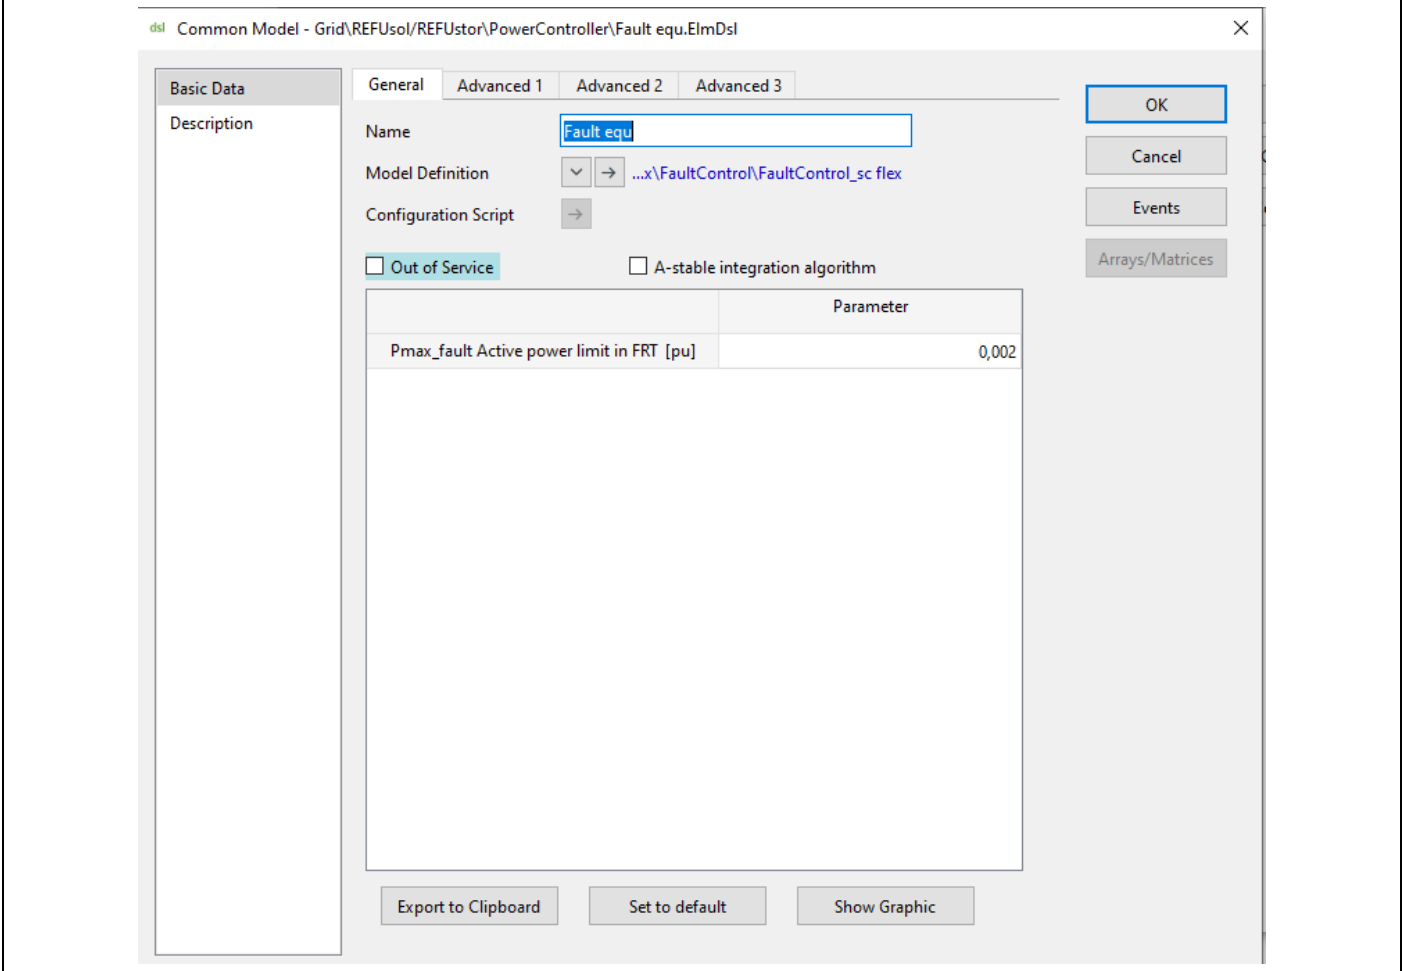 dsl Common Model - Grid\REFUsol/REFUstor\PowerController\Fault equ.ElmDsl
Basic Data
Description
General Advanced 1 Advanced 2 Advanced 3
Name Fault equ
Model Definition ...x\FaultControl\FaultControl_sc flex
Configuration Script
Out of Service A-stable integration algorithm
Parameter
Pmax_fault Active power limit in FRT [pu] 0,002
Export to Clipboard Set to default Show Graphic
OK
Cancel
Events
Arrays/Matrices